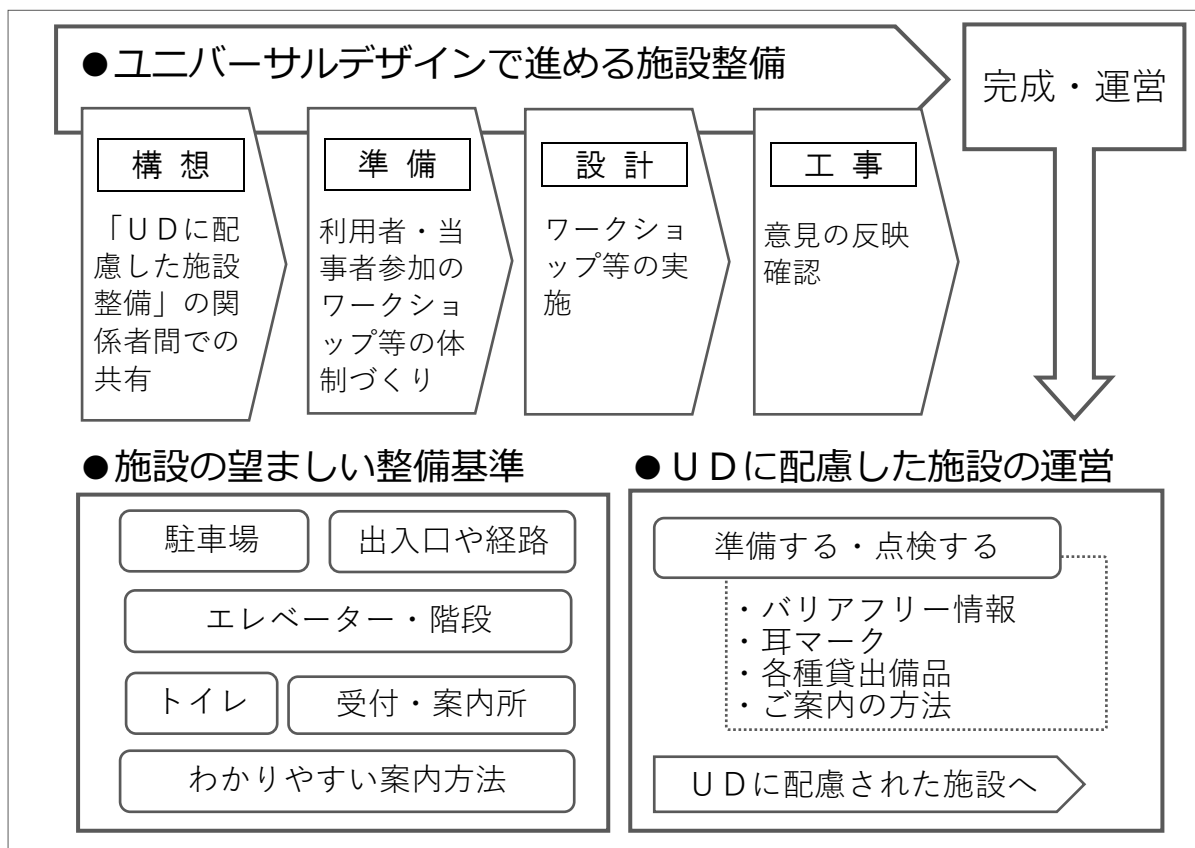 ●ユニバーサルデザインで進める施設整備
完成・運営
構 想
「ＵＤに配
慮した施設
整備」の関
係者間での
共有
準 備
利用者・当
事者参加の
ワークショ
ップ等の体
制づくり
設 計
ワークショ
ップ等の実
施
工 事
意見の反映
確認
●施設の望ましい整備基準
駐車場
出入口や経路
エレベーター・階段
トイレ
受付・案内所
わかりやすい案内方法
●ＵＤに配慮した施設の運営
準備する・点検する
・バリアフリー情報
・耳マーク
・各種貸出備品
・ご案内の方法
ＵＤに配慮された施設へ